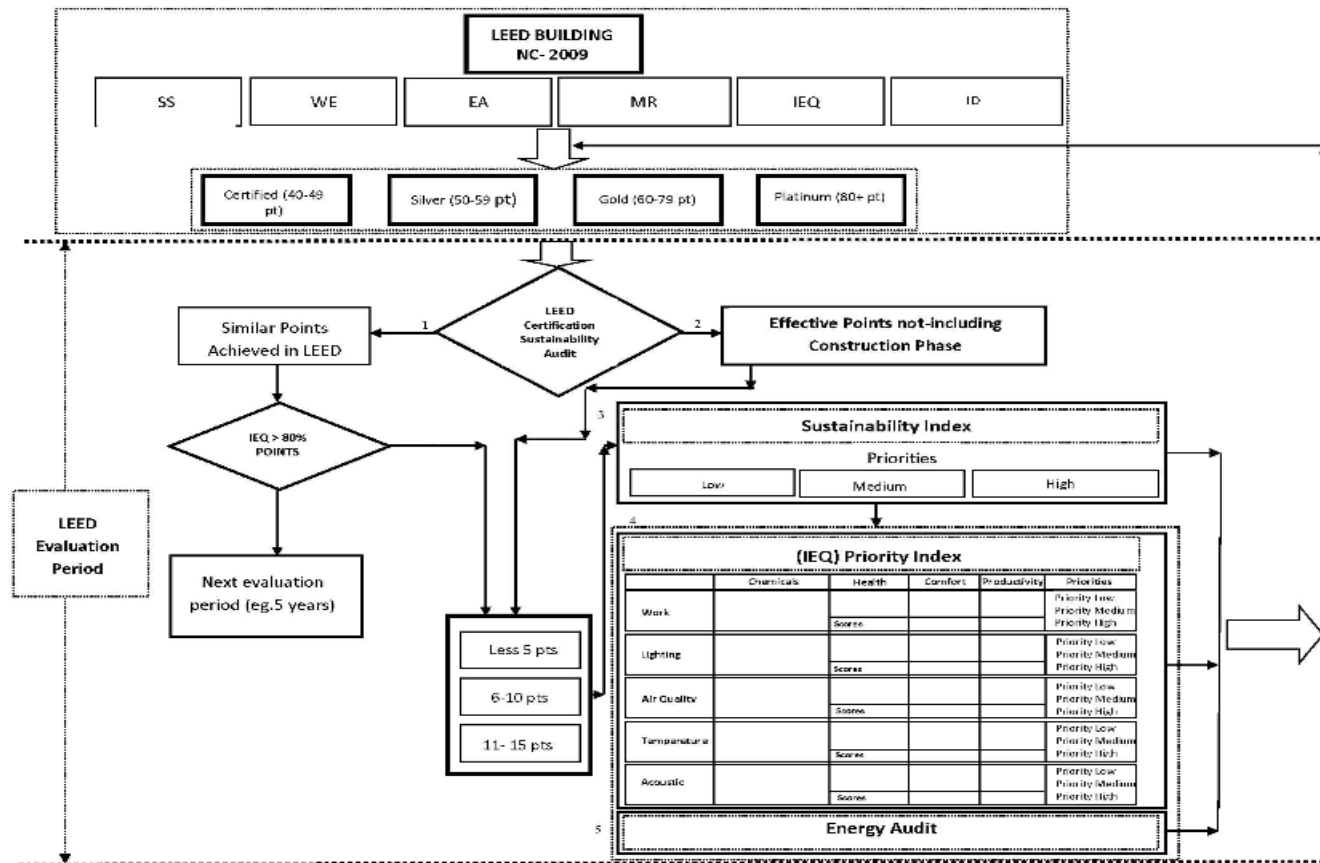 LEED BUILDING
NC- 2009
SS
WE
EA
MR
IEQ
ID
Certified (40-49
pt)
Silver (50-59 pt)
Gold (60-79 pt)
Platinum (80+ pt)
LEED
Certification
Sustainability
Audit
1
2
Similar Points
Achieved in LEED
Effective Points not-including
Construction Phase
IEQ > 80%
POINTS
3
Sustainability Index
Priorities
Low
Medium
High
LEED
Evaluation
Period
Next evaluation
period (eg.5 years)
Less 5 pts
6-10 pts
11- 15 pts
4
(IEQ) Priority Index
Chemicals Health Comfort Productivity Priorities
Work
Scores
Priority Low
Priority Medium
Priority High
Lighting
Scores
Priority Low
Priority Medium
Priority High
Air Quality
Scores
Priority Low
Priority Medium
Priority High
Temperature
Scores
Priority Low
Priority Medium
Priority High
Acoustic
Scores
Priority Low
Priority Medium
Priority High
5
Energy Audit